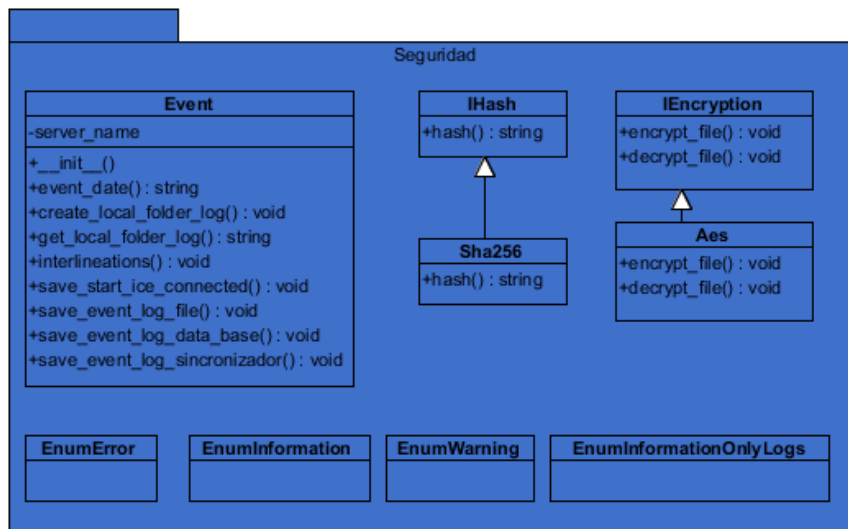 Seguridad
Event
-server_name
+__init__()
+event_date() : string
+create_local_folder_log() : void
+get_local_folder_log() : string
+interlineations() : void
+save_start_ice_connected() : void
+save_event_log_file() : void
+save_event_log_data_base() : void
+save_event_log_sincronizador() : void
IHash
+hash() : string
Sha256
+hash() : string
IEncryption
+encrypt_file() : void
+decrypt_file() : void
Aes
+encrypt_file() : void
+decrypt_file() : void
EnumError
EnumInformation
EnumWarning
EnumInformationOnlyLogs